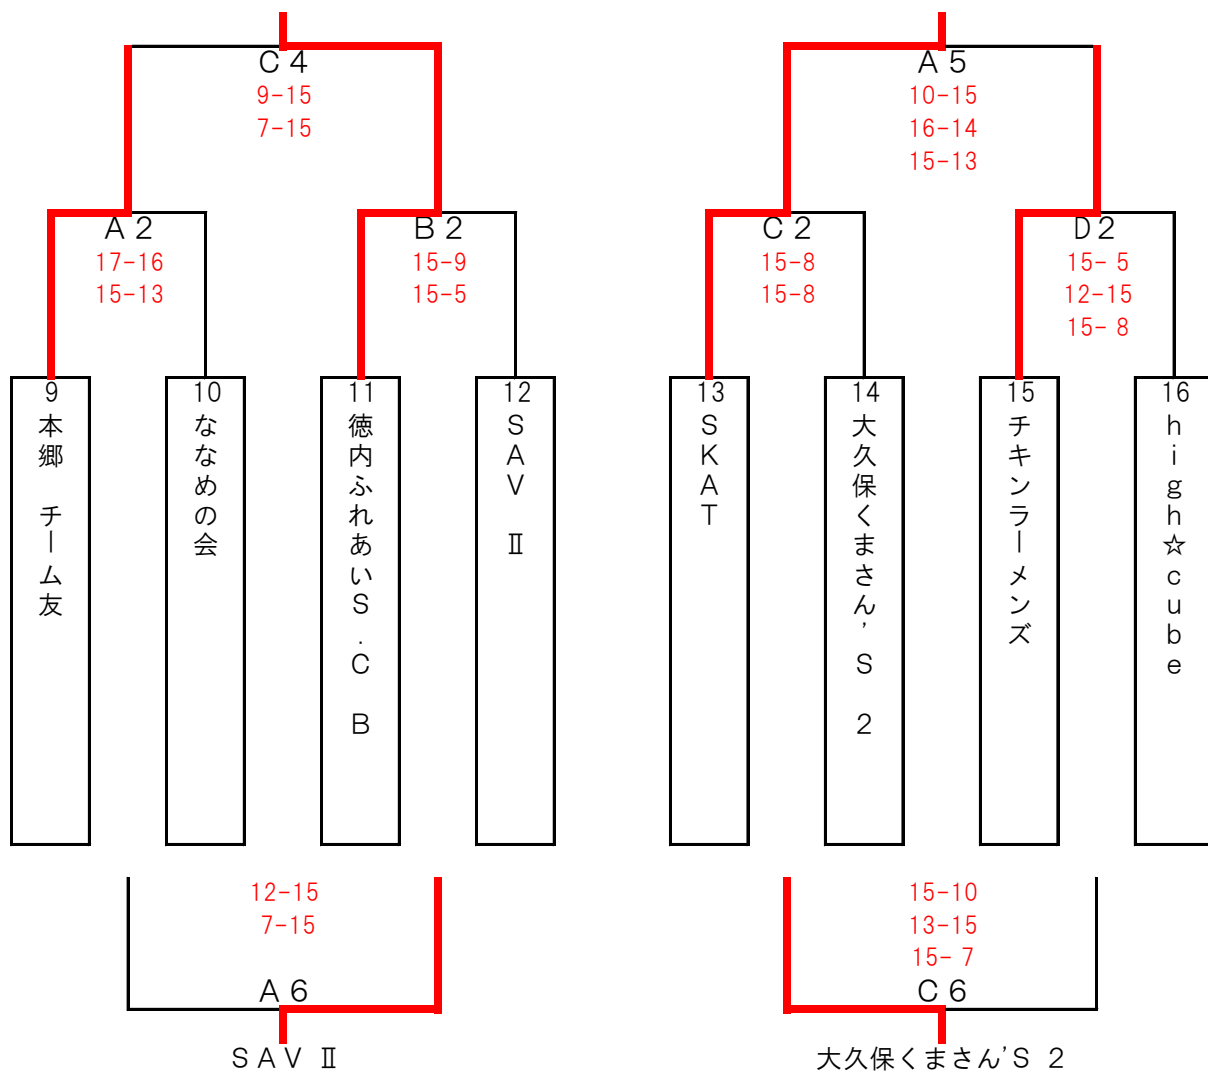 C4
9-15
7-15
A5
10-15
16-14
15-13
A2
17-16
15-13
B2
15-9
15-5
C2
15-8
15-8
D2
15- 5
12-15
15- 8
9
本郷 チーム友
10
ななめの会
11
徳内ふれあいS.C B
12
SAV Ⅱ
13
SKAT
14
大久保くまさん’S 2
15
チキンラーメンズ
16
high☆cube
12-15
7-15
A6
SAV Ⅱ
15-10
13-15
15- 7
C6
大久保くまさん’S 2